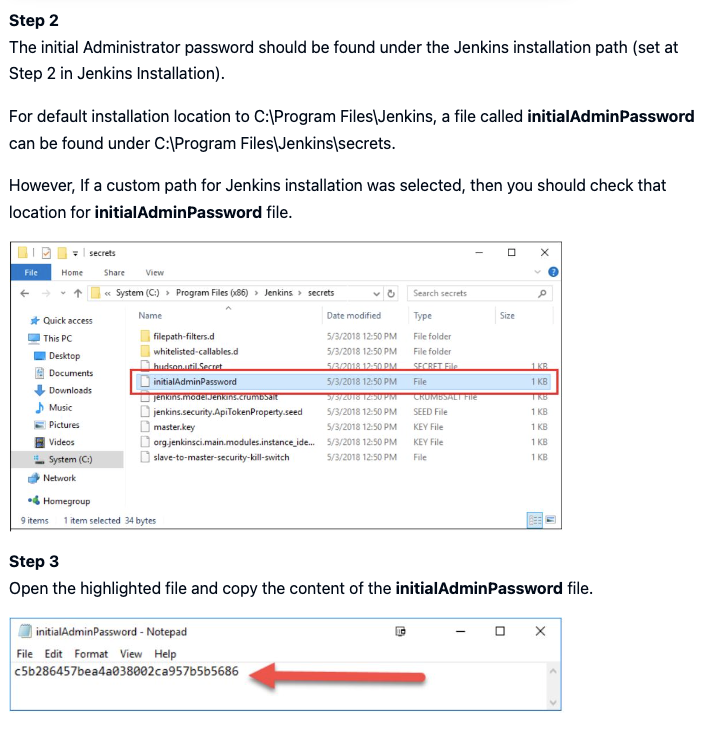 Step 2
The initial Administrator password should be found under the Jenkins installation path (set at
Step 2 in Jenkins Installation).
For default installation location to C:\Program Files\Jenkins, a file called initialAdminPassword
can be found under C:\Program Files\Jenkins\secrets.
However, If a custom path for Jenkins installation was selected, then you should check that
location for initialAdminPassword file.
secrets
File Home Share View
« System (C:) > Program Files (x86) > Jenkins > secrets Search secrets
Name Date modified Type Size
Quick access
This PC
Desktop
Documents
Downloads
Music
Pictures
Videos
System (C:)
Network
Homegroup
filepath-filters.d 5/3/2018 12:50 PM File folder
whitelisted-callables.d 5/3/2018 12:50 PM File folder
hudson.util.Secret 5/3/2018 12:50 PM SECRET File 1 KB
initialAdminPassword 5/3/2018 12:50 PM File 1 KB
jenkins.model.Jenkins.crumbSalt 5/3/2018 12:50 PM CRUMBSALT File 1 KB
jenkins.security.ApiTokenProperty.seed 5/3/2018 12:50 PM SEED File 1 KB
master.key 5/3/2018 12:50 PM KEY File 1 KB
org.jenkinsci.main.modules.instance_ide... 5/3/2018 12:50 PM KEY File 1 KB
slave-to-master-security-kill-switch 5/3/2018 12:50 PM File 1 KB
9 items 1 item selected 34 bytes
Step 3
Open the highlighted file and copy the content of the initialAdminPassword file.
initialAdminPassword - Notepad
File Edit Format View Help
c5b286457bea4a038002ca957b5b5686